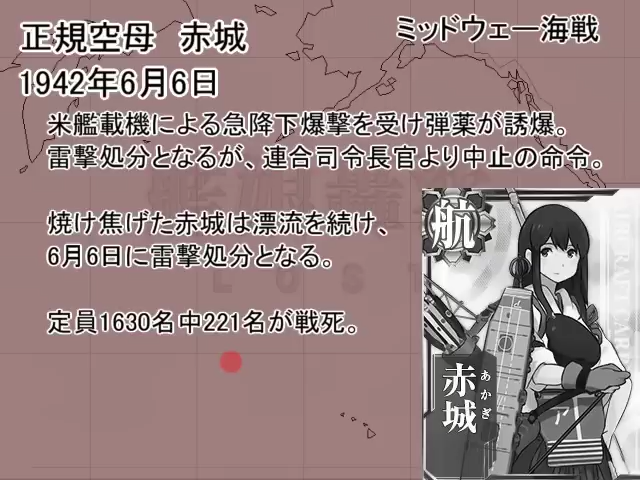 正規空母　赤城
ミッドウェー海戦
1942年6月6日
米艦載機による急降下爆撃を受け弾薬が誘爆。
雷撃処分となるが、連合司令長官より中止の命令。
焼け焦げた赤城は漂流を続け、
6月6日に雷撃処分となる。
LOST
定員1630名中221名が戦死。
航
赤城
あかぎ